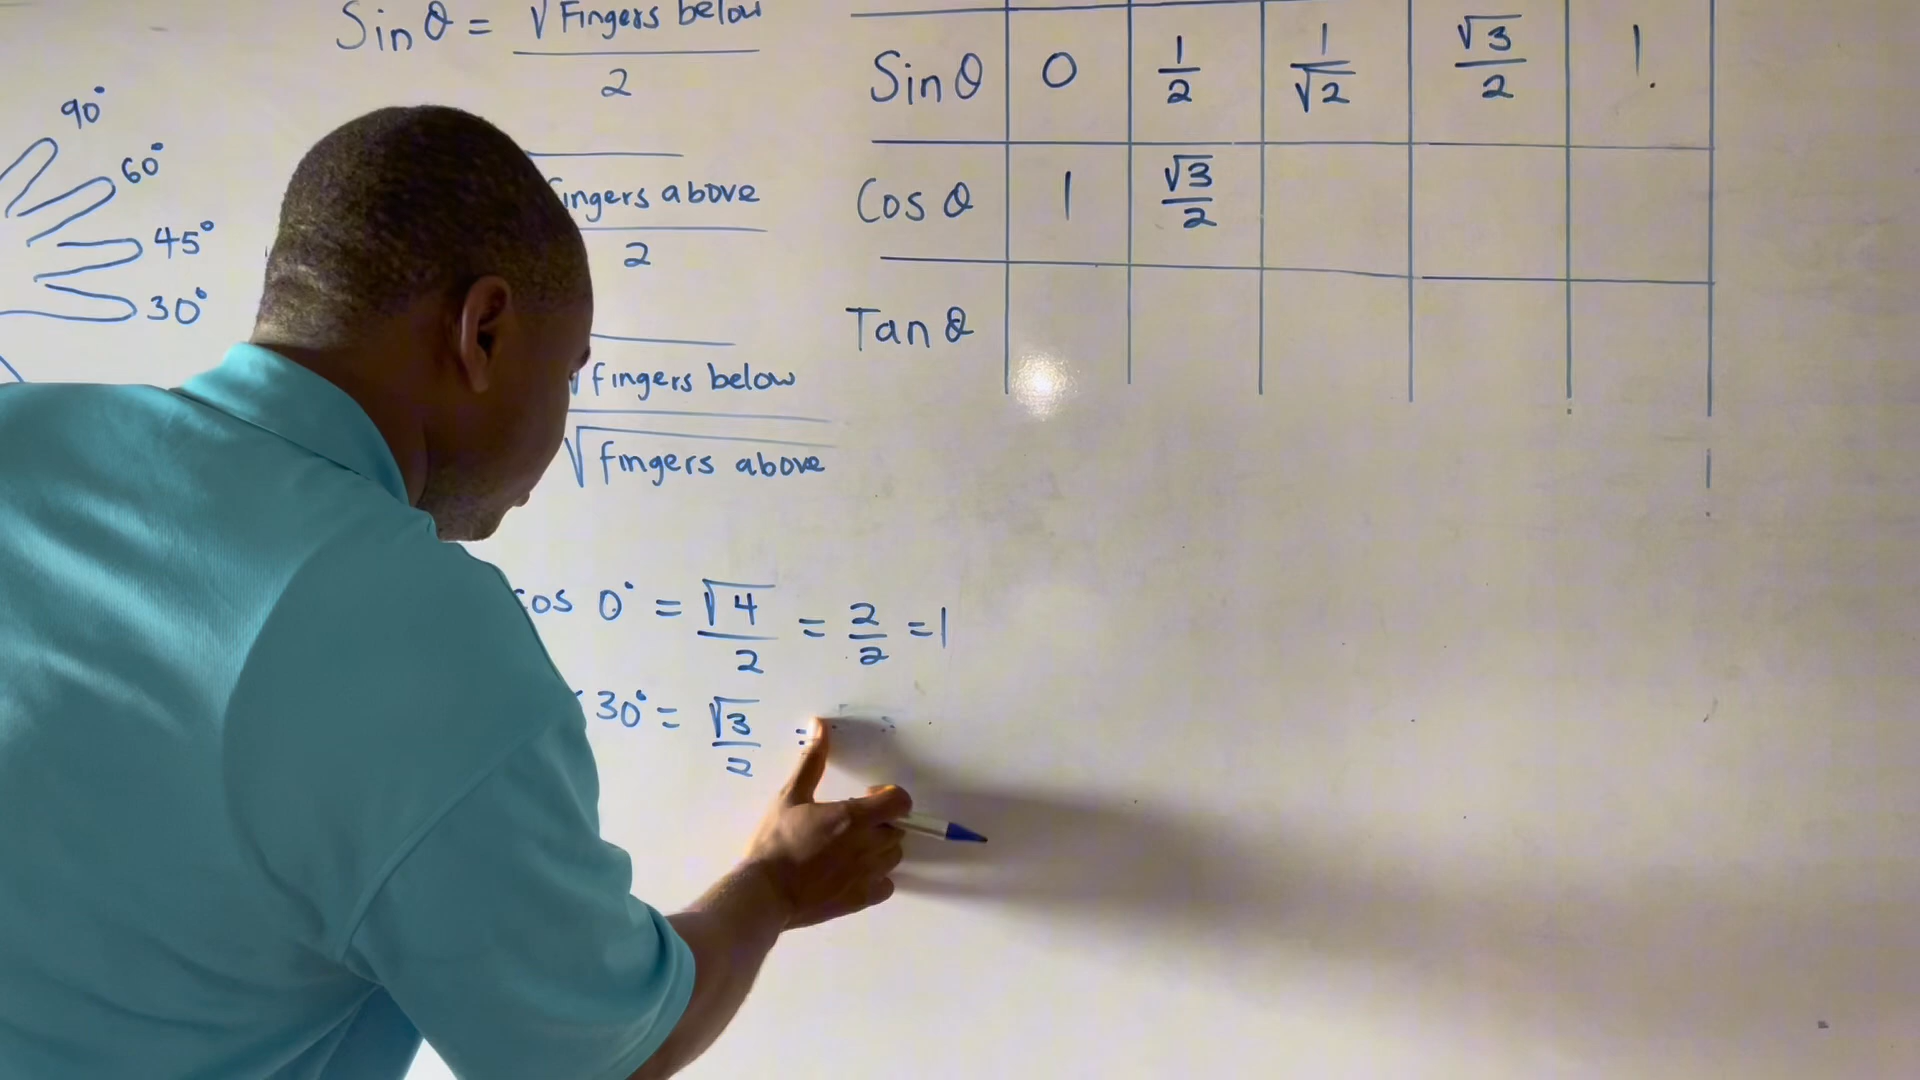 Sin θ = √Fingers below / 2
90°
60°
45°
30°
ingers above / 2
√fingers below / √fingers above
Sin θ 0 1/2 1/√2 √3/2 1.
Cos θ 1 √3/2
Tan θ
cos 0° = √4/2 = 2/2 = 1
30° = √3/2 =